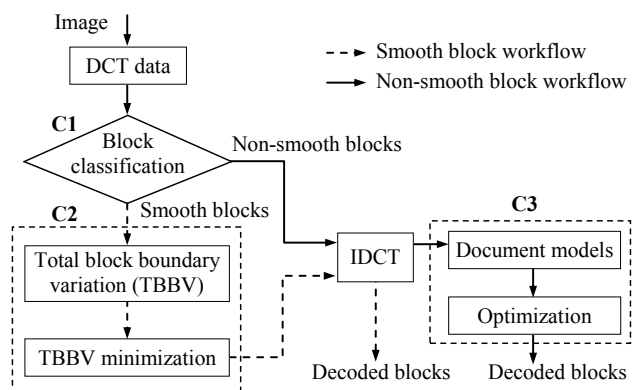 Image
DCT data
C1
Block
classification
Smooth block workflow
Non-smooth block workflow
Non-smooth blocks
Smooth blocks
C2
Total block boundary
variation (TBBV)
TBBV minimization
IDCT
C3
Document models
Optimization
Decoded blocks
Decoded blocks